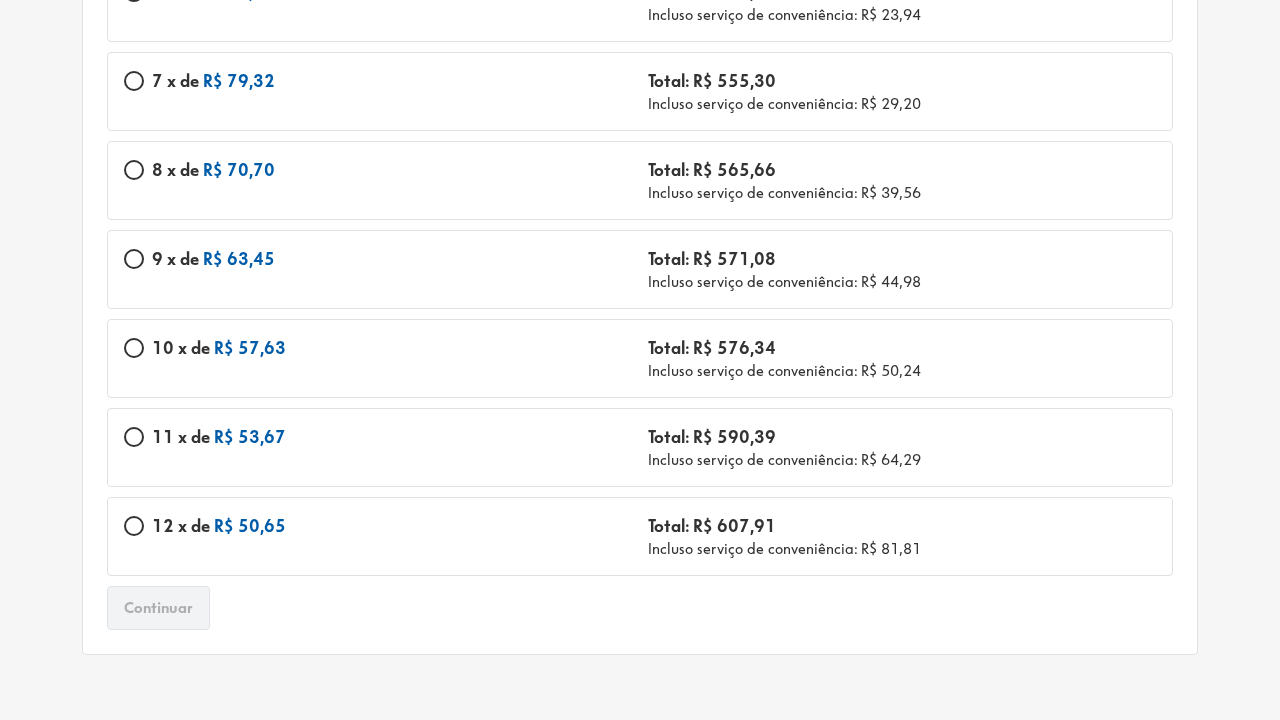 Incluso serviço de conveniência: R$ 23,94
7 x de R$ 79,32
Total: R$ 555,30
Incluso serviço de conveniência: R$ 29,20
8 x de R$ 70,70
Total: R$ 565,66
Incluso serviço de conveniência: R$ 39,56
9 x de R$ 63,45
Total: R$ 571,08
Incluso serviço de conveniência: R$ 44,98
10 x de R$ 57,63
Total: R$ 576,34
Incluso serviço de conveniência: R$ 50,24
11 x de R$ 53,67
Total: R$ 590,39
Incluso serviço de conveniência: R$ 64,29
12 x de R$ 50,65
Total: R$ 607,91
Incluso serviço de conveniência: R$ 81,81
Continuar